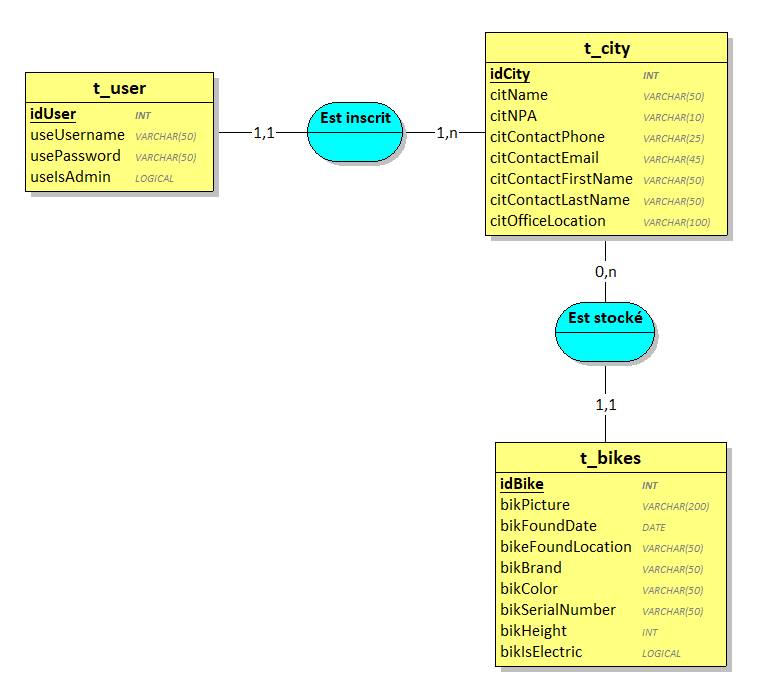 t_user
idUser INT
useUsername VARCHAR(50)
usePassword VARCHAR(50)
useIsAdmin LOGICAL
1,1
Est inscrit
1,n
t_city
idCity INT
citName VARCHAR(50)
citNPA VARCHAR(10)
citContactPhone VARCHAR(25)
citContactEmail VARCHAR(45)
citContactFirstName VARCHAR(50)
citContactLastName VARCHAR(50)
citOfficeLocation VARCHAR(100)
0,n
Est stocké
1,1
t_bikes
idBike INT
bikPicture VARCHAR(200)
bikFoundDate DATE
bikeFoundLocation VARCHAR(50)
bikBrand VARCHAR(50)
bikColor VARCHAR(50)
bikSerialNumber VARCHAR(50)
bikHeight INT
bikIsElectric LOGICAL